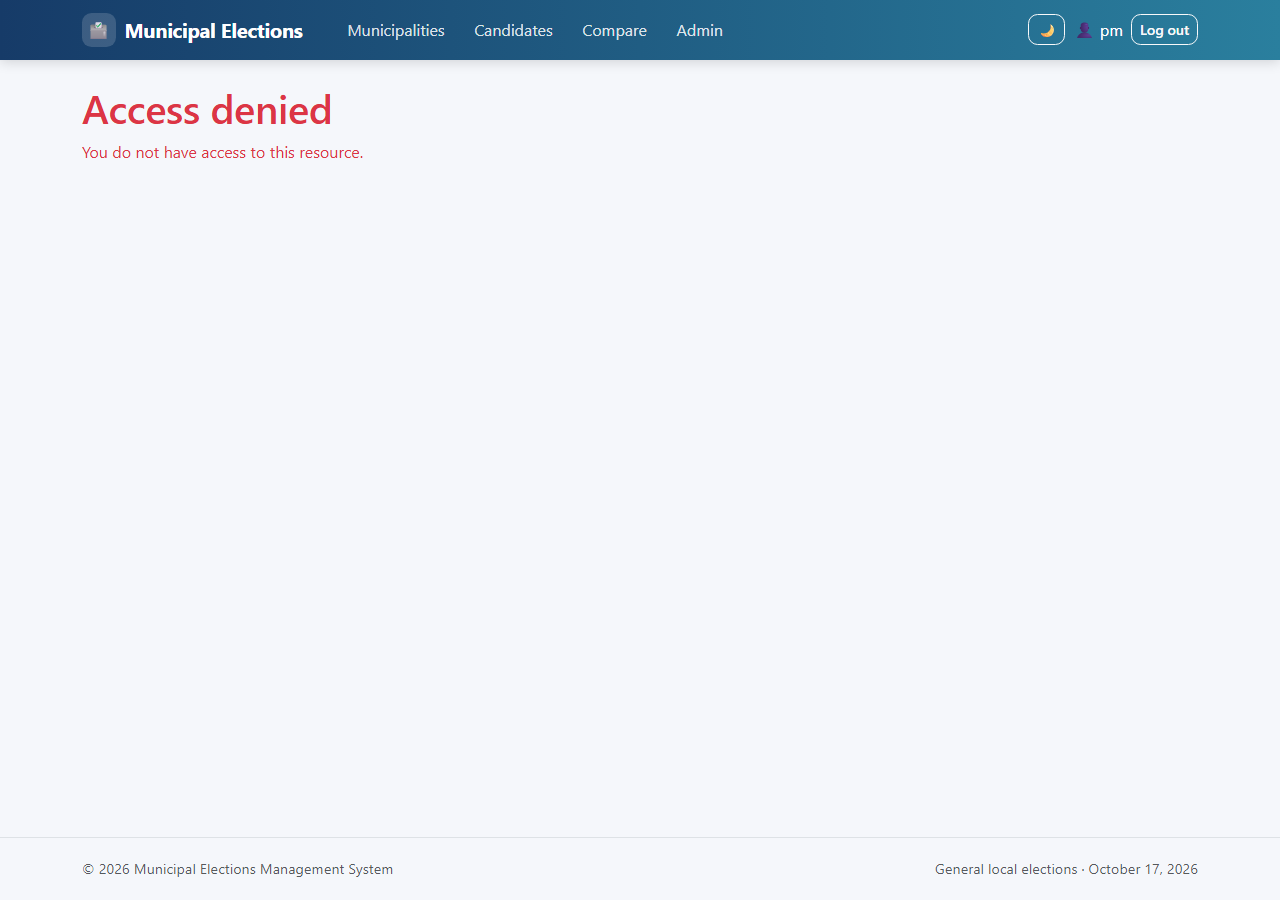 Municipal Elections Municipalities Candidates Compare Admin pm Log out
Access denied
You do not have access to this resource.
© 2026 Municipal Elections Management System General local elections · October 17, 2026